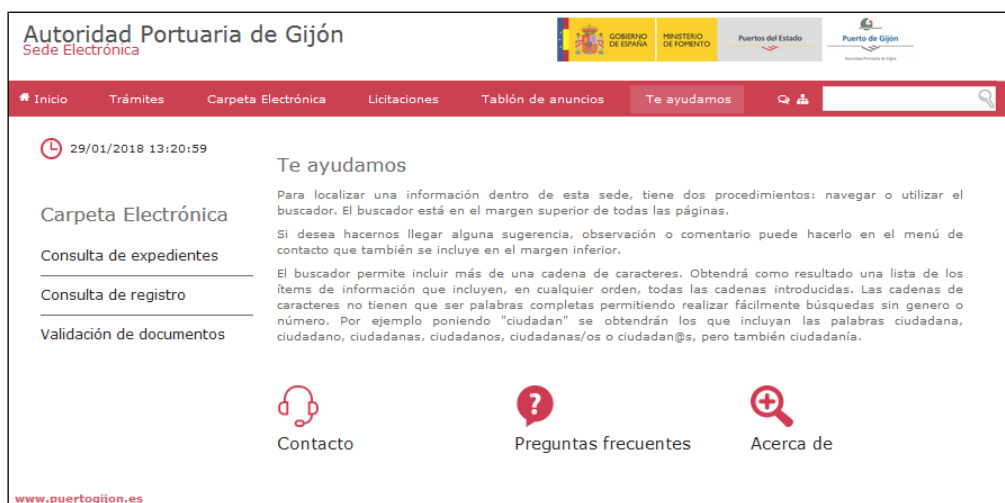 Autoridad Portuaria de Gijón
Sede Electrónica
GOBIERNO
DE ESPAÑA
MINISTERIO
DE FOMENTO
Puertos del Estado
Puerto de Gijón
Autoridad Portuaria de Gijón
Inicio Trámites Carpeta Electrónica Licitaciones Tablón de anuncios Te ayudamos
29/01/2018 13:20:59
Carpeta Electrónica
Consulta de expedientes
Consulta de registro
Validación de documentos
Te ayudamos
Para localizar una información dentro de esta sede, tiene dos procedimientos: navegar o utilizar el
buscador. El buscador está en el margen superior de todas las páginas.
Si desea hacernos llegar alguna sugerencia, observación o comentario puede hacerlo en el menú de
contacto que también se incluye en el margen inferior.
El buscador permite incluir más de una cadena de caracteres. Obtendrá como resultado una lista de los
ítems de información que incluyen, en cualquier orden, todas las cadenas introducidas. Las cadenas de
caracteres no tienen que ser palabras completas permitiendo realizar fácilmente búsquedas sin genero o
número. Por ejemplo poniendo "ciudadan" se obtendrán los que incluyan las palabras ciudadana,
ciudadano, ciudadanas, ciudadanos, ciudadanas/os o ciudadan@s, pero también ciudadanía.
Contacto
Preguntas frecuentes
Acerca de
www.puertogijon.es